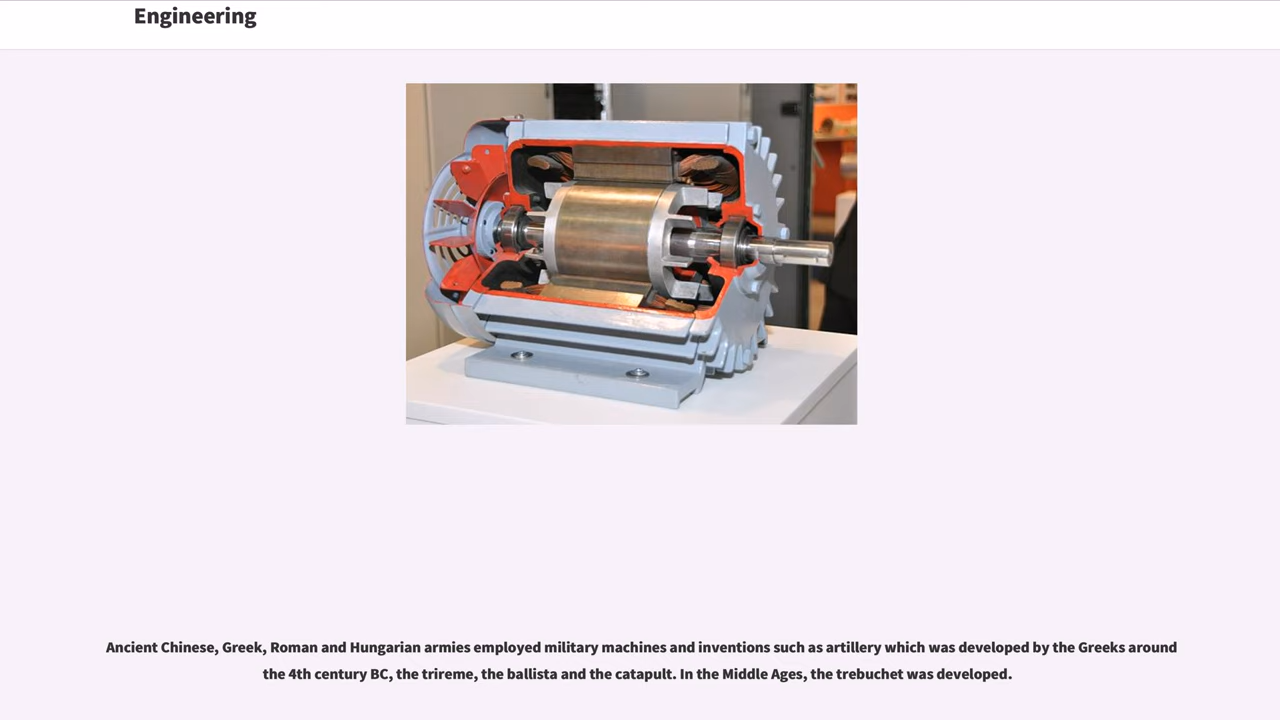 Engineering
Ancient Chinese, Greek, Roman and Hungarian armies employed military machines and inventions such as artillery which was developed by the Greeks around
the 4th century BC, the trireme, the ballista and the catapult. In the Middle Ages, the trebuchet was developed.